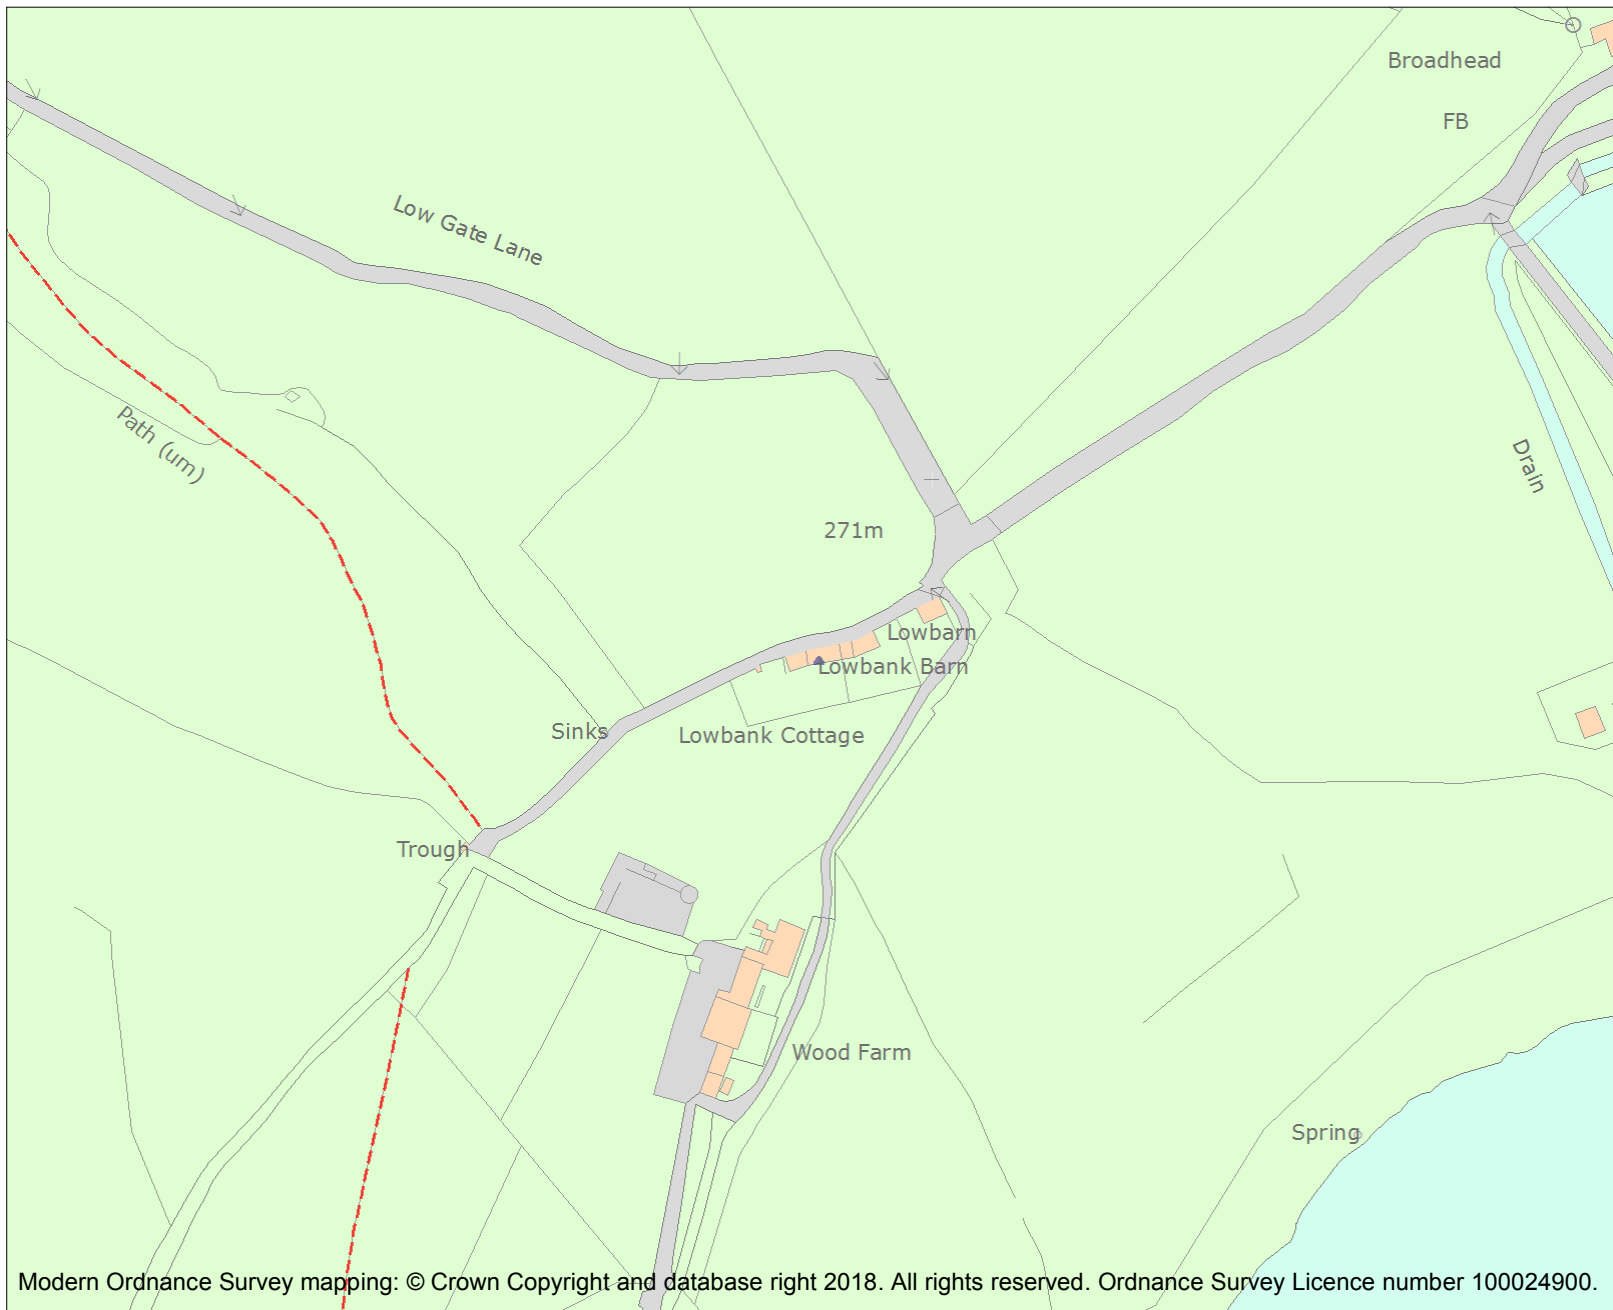 Broadhead
FB
Low Gate Lane
Path (um)
Drain
271m
Lowbarn
Lowbank Barn
Sinks
Lowbank Cottage
Trough
Wood Farm
Spring
Modern Ordnance Survey mapping: © Crown Copyright and database right 2018. All rights reserved. Ordnance Survey Licence number 100024900.